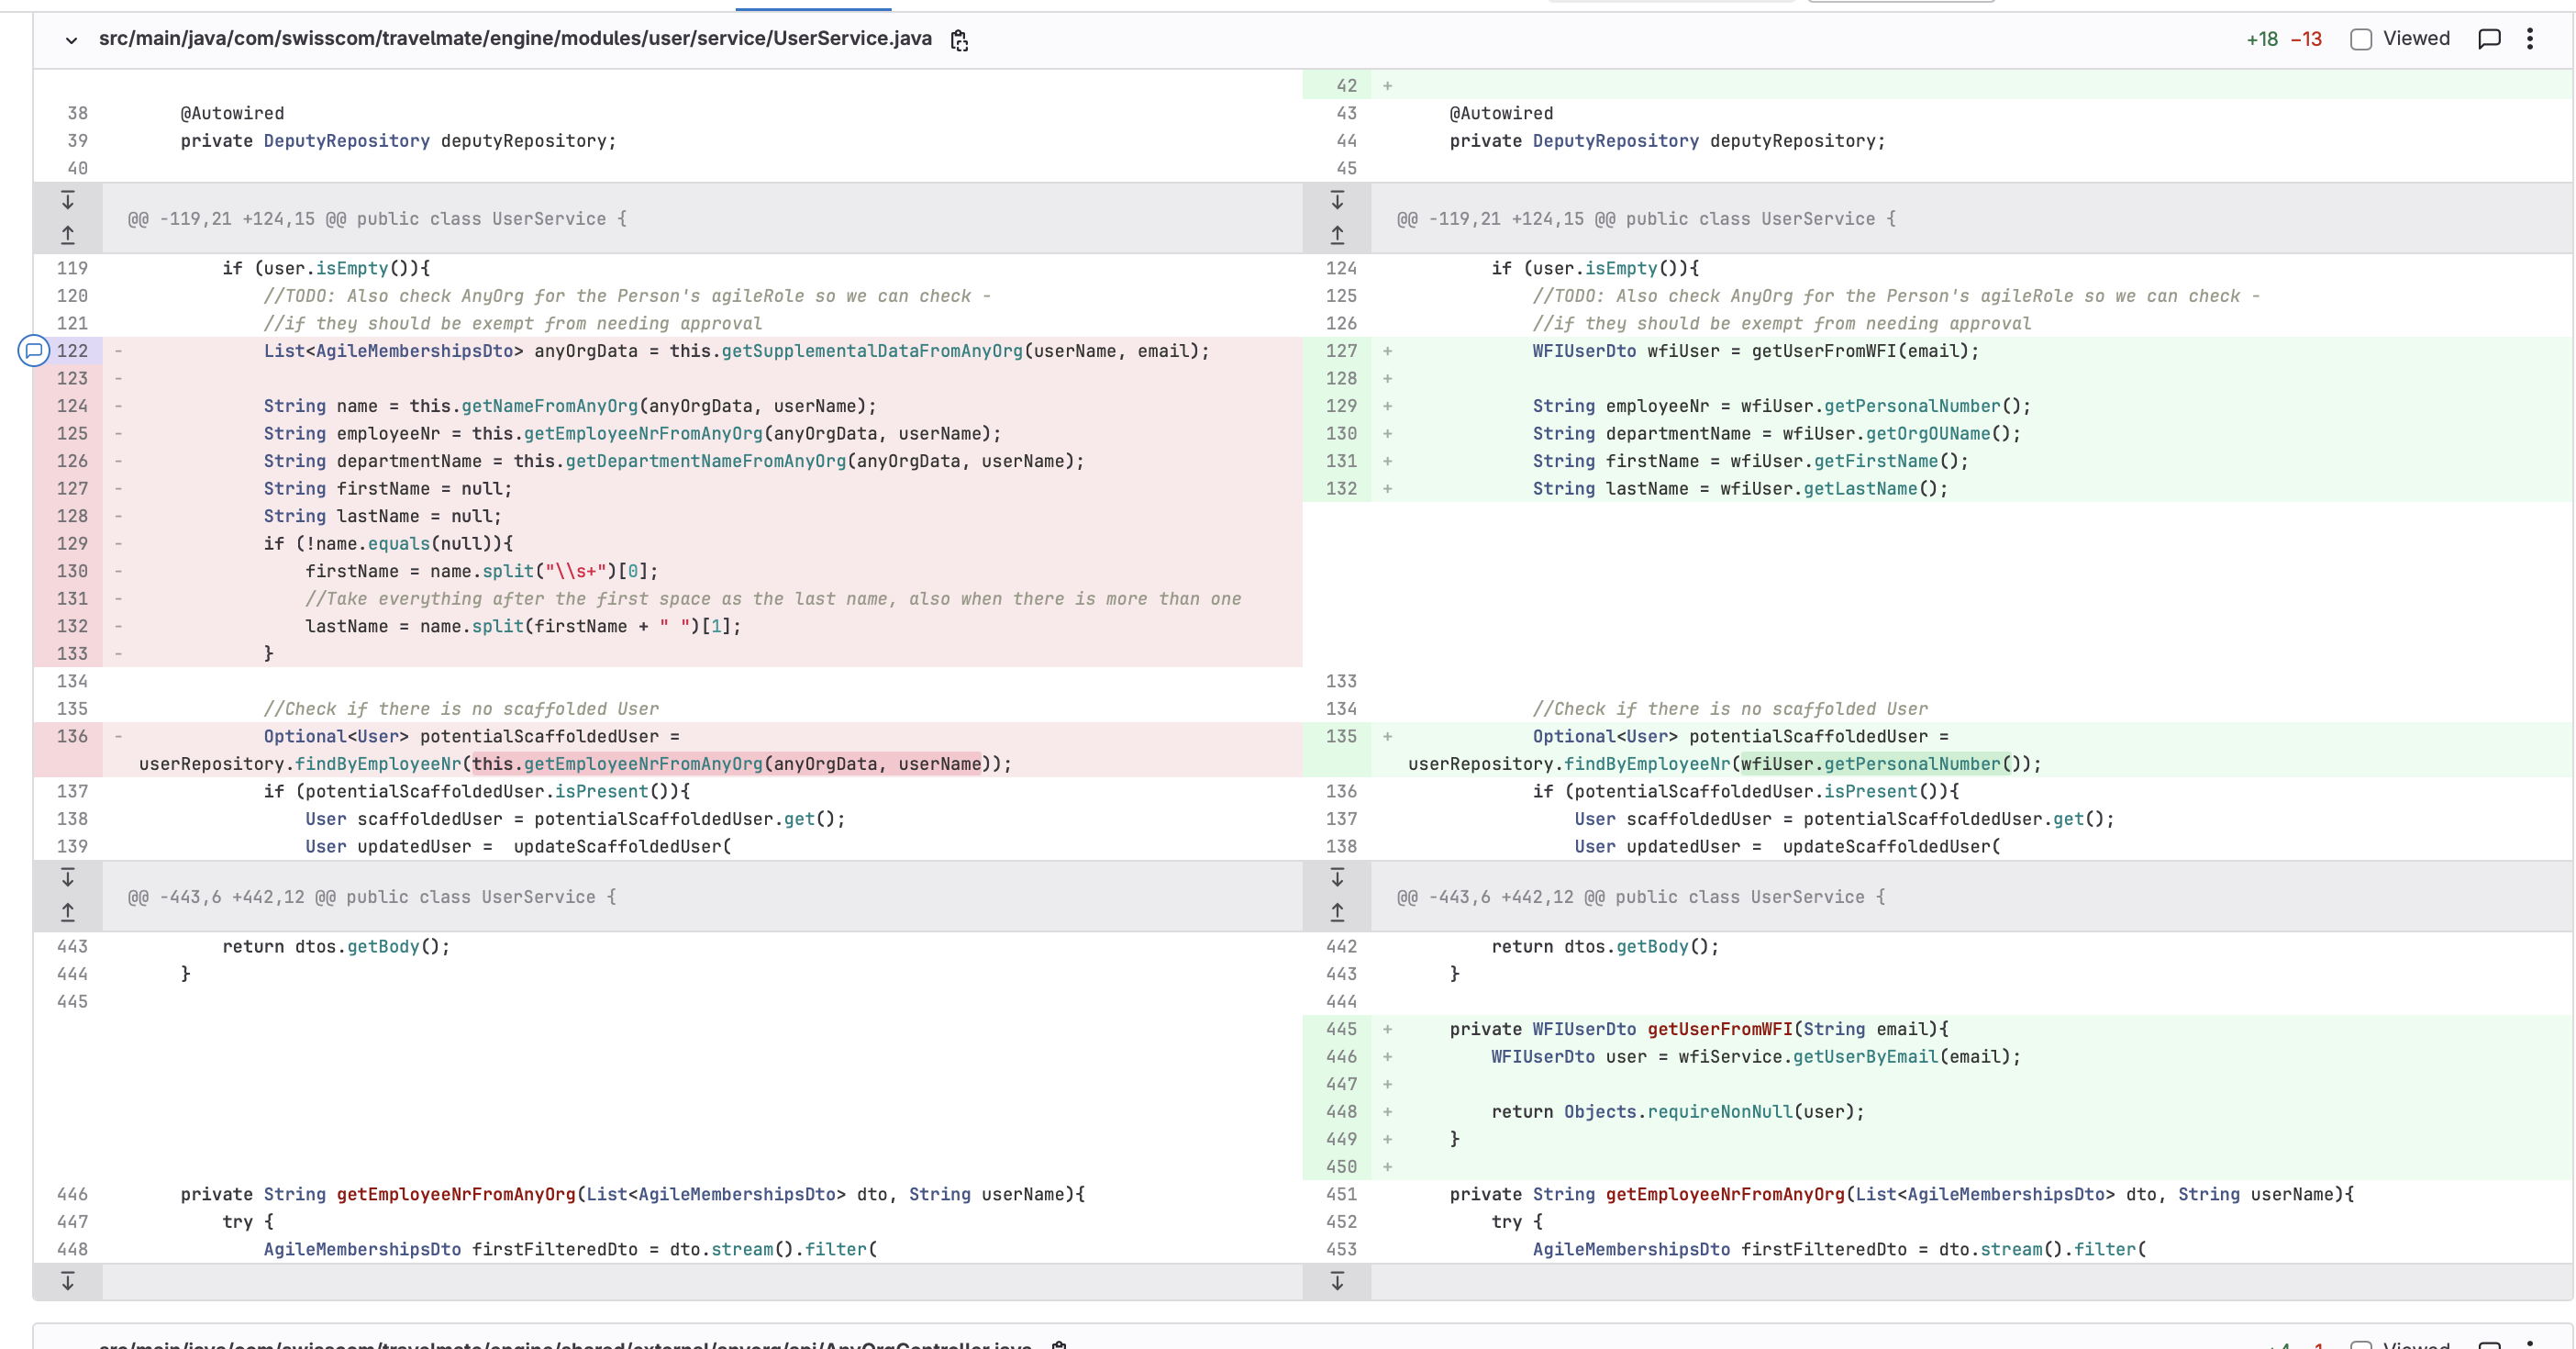 src/main/java/com/swisscom/travelmate/engine/modules/user/service/UserService.java
+18 −13
Viewed
42 +
38 @Autowired
39 private DeputyRepository deputyRepository;
40
43 @Autowired
44 private DeputyRepository deputyRepository;
45
@@ -119,21 +124,15 @@ public class UserService {
@@ -119,21 +124,15 @@ public class UserService {
119 if (user.isEmpty()){
120 //TODO: Also check AnyOrg for the Person's agileRole so we can check -
121 //if they should be exempt from needing approval
122 - List<AgileMembershipsDto> anyOrgData = this.getSupplementalDataFromAnyOrg(userName, email);
123 -
124 - String name = this.getNameFromAnyOrg(anyOrgData, userName);
125 - String employeeNr = this.getEmployeeNrFromAnyOrg(anyOrgData, userName);
126 - String departmentName = this.getDepartmentNameFromAnyOrg(anyOrgData, userName);
127 - String firstName = null;
128 - String lastName = null;
129 - if (!name.equals(null)){
130 - firstName = name.split("\\s+")[0];
131 - //Take everything after the first space as the last name, also when there is more than one
132 - lastName = name.split(firstName + " ")[1];
133 - }
134
135 //Check if there is no scaffolded User
136 - Optional<User> potentialScaffoldedUser =
userRepository.findByEmployeeNr(this.getEmployeeNrFromAnyOrg(anyOrgData, userName));
137 if (potentialScaffoldedUser.isPresent()){
138 User scaffoldedUser = potentialScaffoldedUser.get();
139 User updatedUser =  updateScaffoldedUser(
124 if (user.isEmpty()){
125 //TODO: Also check AnyOrg for the Person's agileRole so we can check -
126 //if they should be exempt from needing approval
127 + WFIUserDto wfiUser = getUserFromWFI(email);
128 +
129 + String employeeNr = wfiUser.getPersonalNumber();
130 + String departmentName = wfiUser.getOrgOUName();
131 + String firstName = wfiUser.getFirstName();
132 + String lastName = wfiUser.getLastName();
133
134 //Check if there is no scaffolded User
135 + Optional<User> potentialScaffoldedUser =
userRepository.findByEmployeeNr(wfiUser.getPersonalNumber());
136 if (potentialScaffoldedUser.isPresent()){
137 User scaffoldedUser = potentialScaffoldedUser.get();
138 User updatedUser =  updateScaffoldedUser(
@@ -443,6 +442,12 @@ public class UserService {
@@ -443,6 +442,12 @@ public class UserService {
443 return dtos.getBody();
444 }
445
446 private String getEmployeeNrFromAnyOrg(List<AgileMembershipsDto> dto, String userName){
447 try {
448 AgileMembershipsDto firstFilteredDto = dto.stream().filter(
442 return dtos.getBody();
443 }
444
445 + private WFIUserDto getUserFromWFI(String email){
446 + WFIUserDto user = wfiService.getUserByEmail(email);
447 +
448 + return Objects.requireNonNull(user);
449 + }
450 +
451 private String getEmployeeNrFromAnyOrg(List<AgileMembershipsDto> dto, String userName){
452 try {
453 AgileMembershipsDto firstFilteredDto = dto.stream().filter(
src/main/java/com/swisscom/travelmate/engine/shared/external/anyorg/api/AnyOrgController.java
+4 −1
Viewed